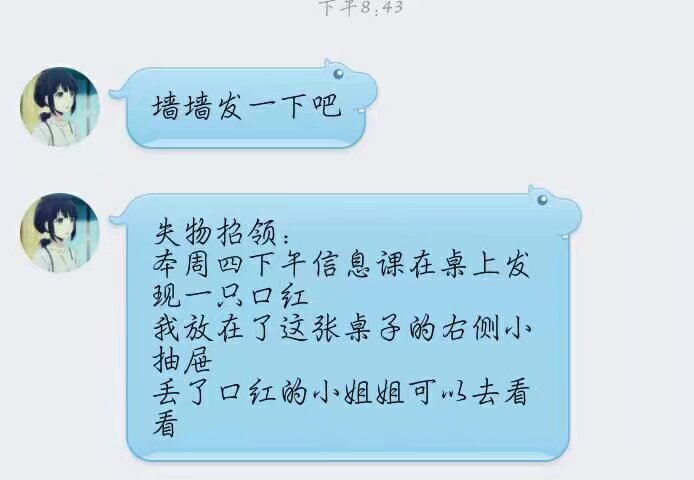 下午8:43
墙墙发一下吧
失物招领：
本周四下午信息课在桌上发
现一只口红
我放在了这张桌子的右侧小
抽屉
丢了口红的小姐姐可以去看
看